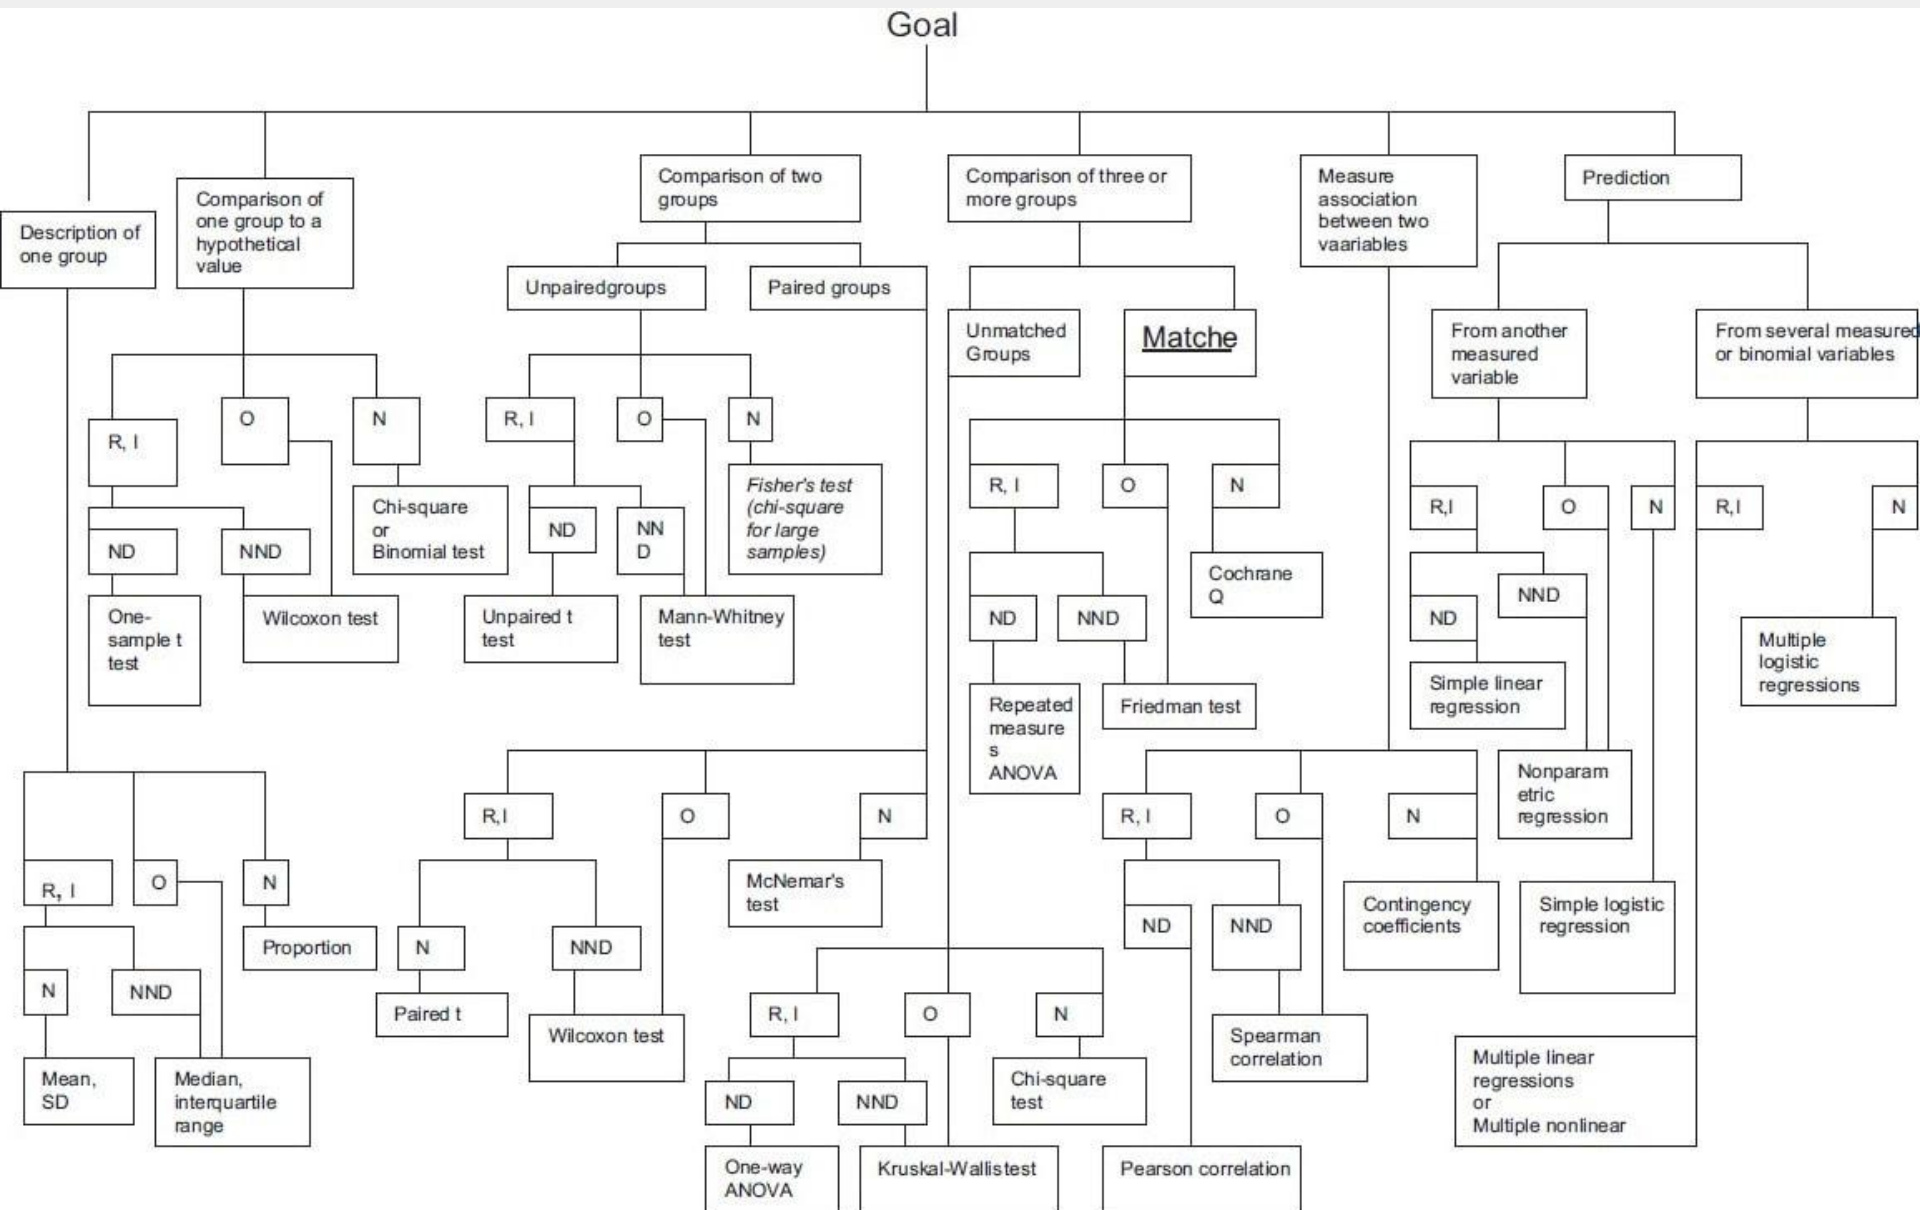 Goal
Description of
one group
Comparison of
one group to a
hypothetical
value
Comparison of two
groups
Comparison of three or
more groups
Measure
association
between two
vaariables
Prediction
Unpairedgroups
Paired groups
Unmatched
Groups
Matche
From another
measured
variable
From several measured
or binomial variables
R, I
O
N
ND
NND
Chi-square
or
Binomial test
One-
sample t
test
Wilcoxon test
R, I
O
N
ND
NN
D
Fisher's test
(chi-square
for large
samples)
Unpaired t
test
Mann-Whitney
test
R, I
O
N
ND
NND
Cochrane
Q
Repeated
measure
s
ANOVA
Friedman test
R,I
O
N
ND
NND
Simple linear
regression
Nonparam
etric
regression
Simple logistic
regression
R,I
N
Multiple
logistic
regressions
Multiple linear
regressions
or
Multiple nonlinear
R, I
O
N
Proportion
N
NND
Mean,
SD
Median,
interquartile
range
R,I
O
N
McNemar's
test
N
NND
Paired t
Wilcoxon test
R, I
O
N
ND
NND
Chi-square
test
One-way
ANOVA
Kruskal-Wallistest
R, I
O
N
ND
NND
Contingency
coefficients
Spearman
correlation
Pearson correlation